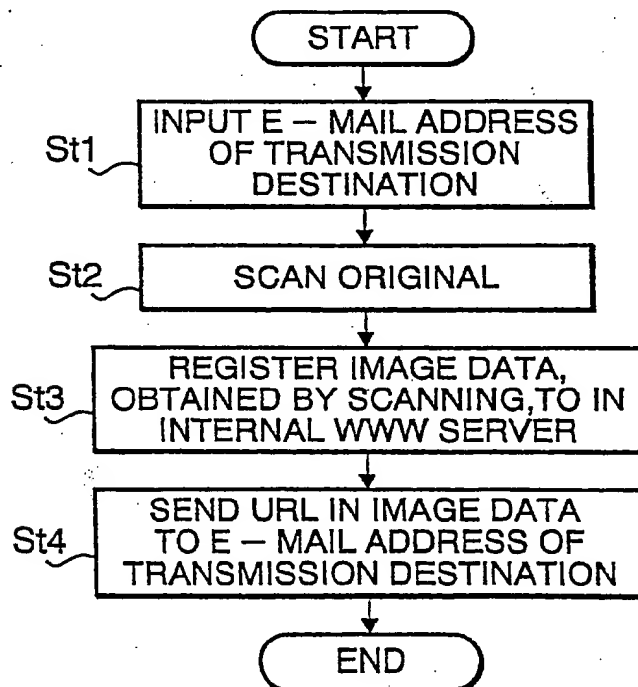 START
St1
INPUT E – MAIL ADDRESS
OF TRANSMISSION
DESTINATION
St2
SCAN ORIGINAL
St3
REGISTER IMAGE DATA,
OBTAINED BY SCANNING,TO IN
INTERNAL WWW SERVER
St4
SEND URL IN IMAGE DATA
TO E – MAIL ADDRESS OF
TRANSMISSION DESTINATION
END